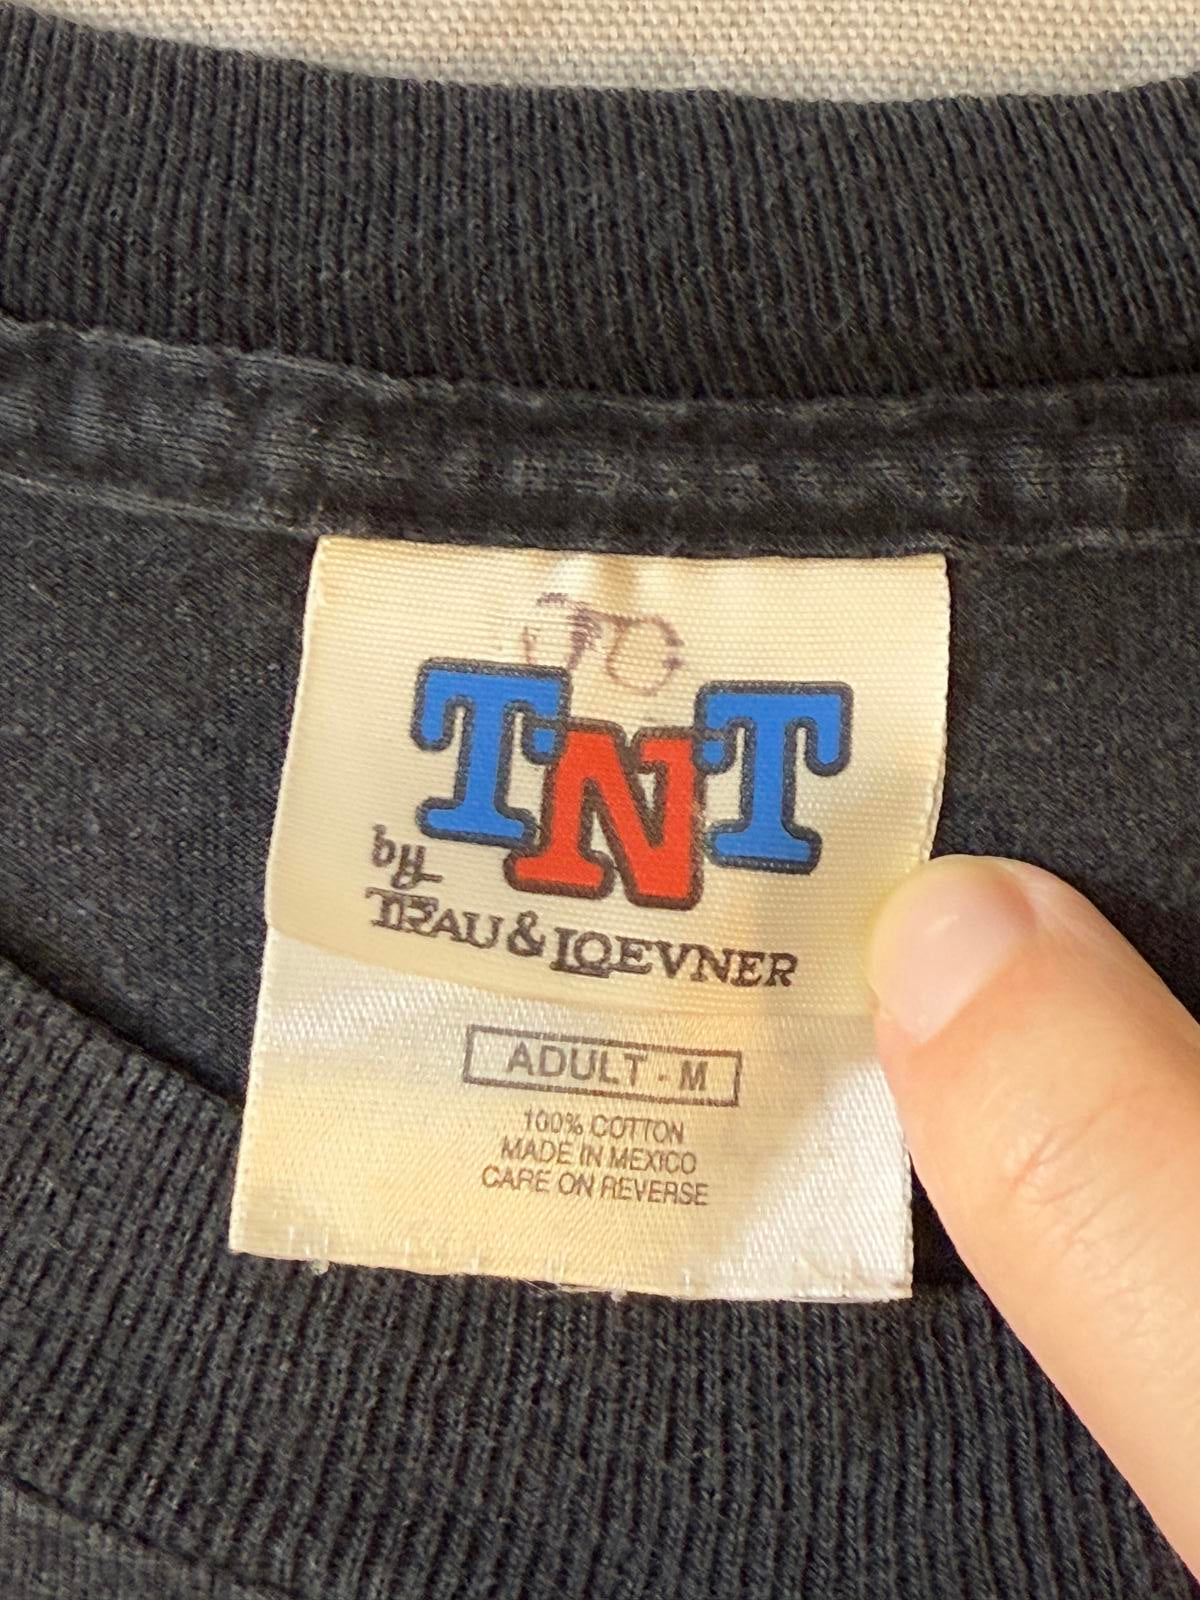 TNT
by
TRAU & LOEVNER
ADULT - M
100% COTTON
MADE IN MEXICO
CARE ON REVERSE